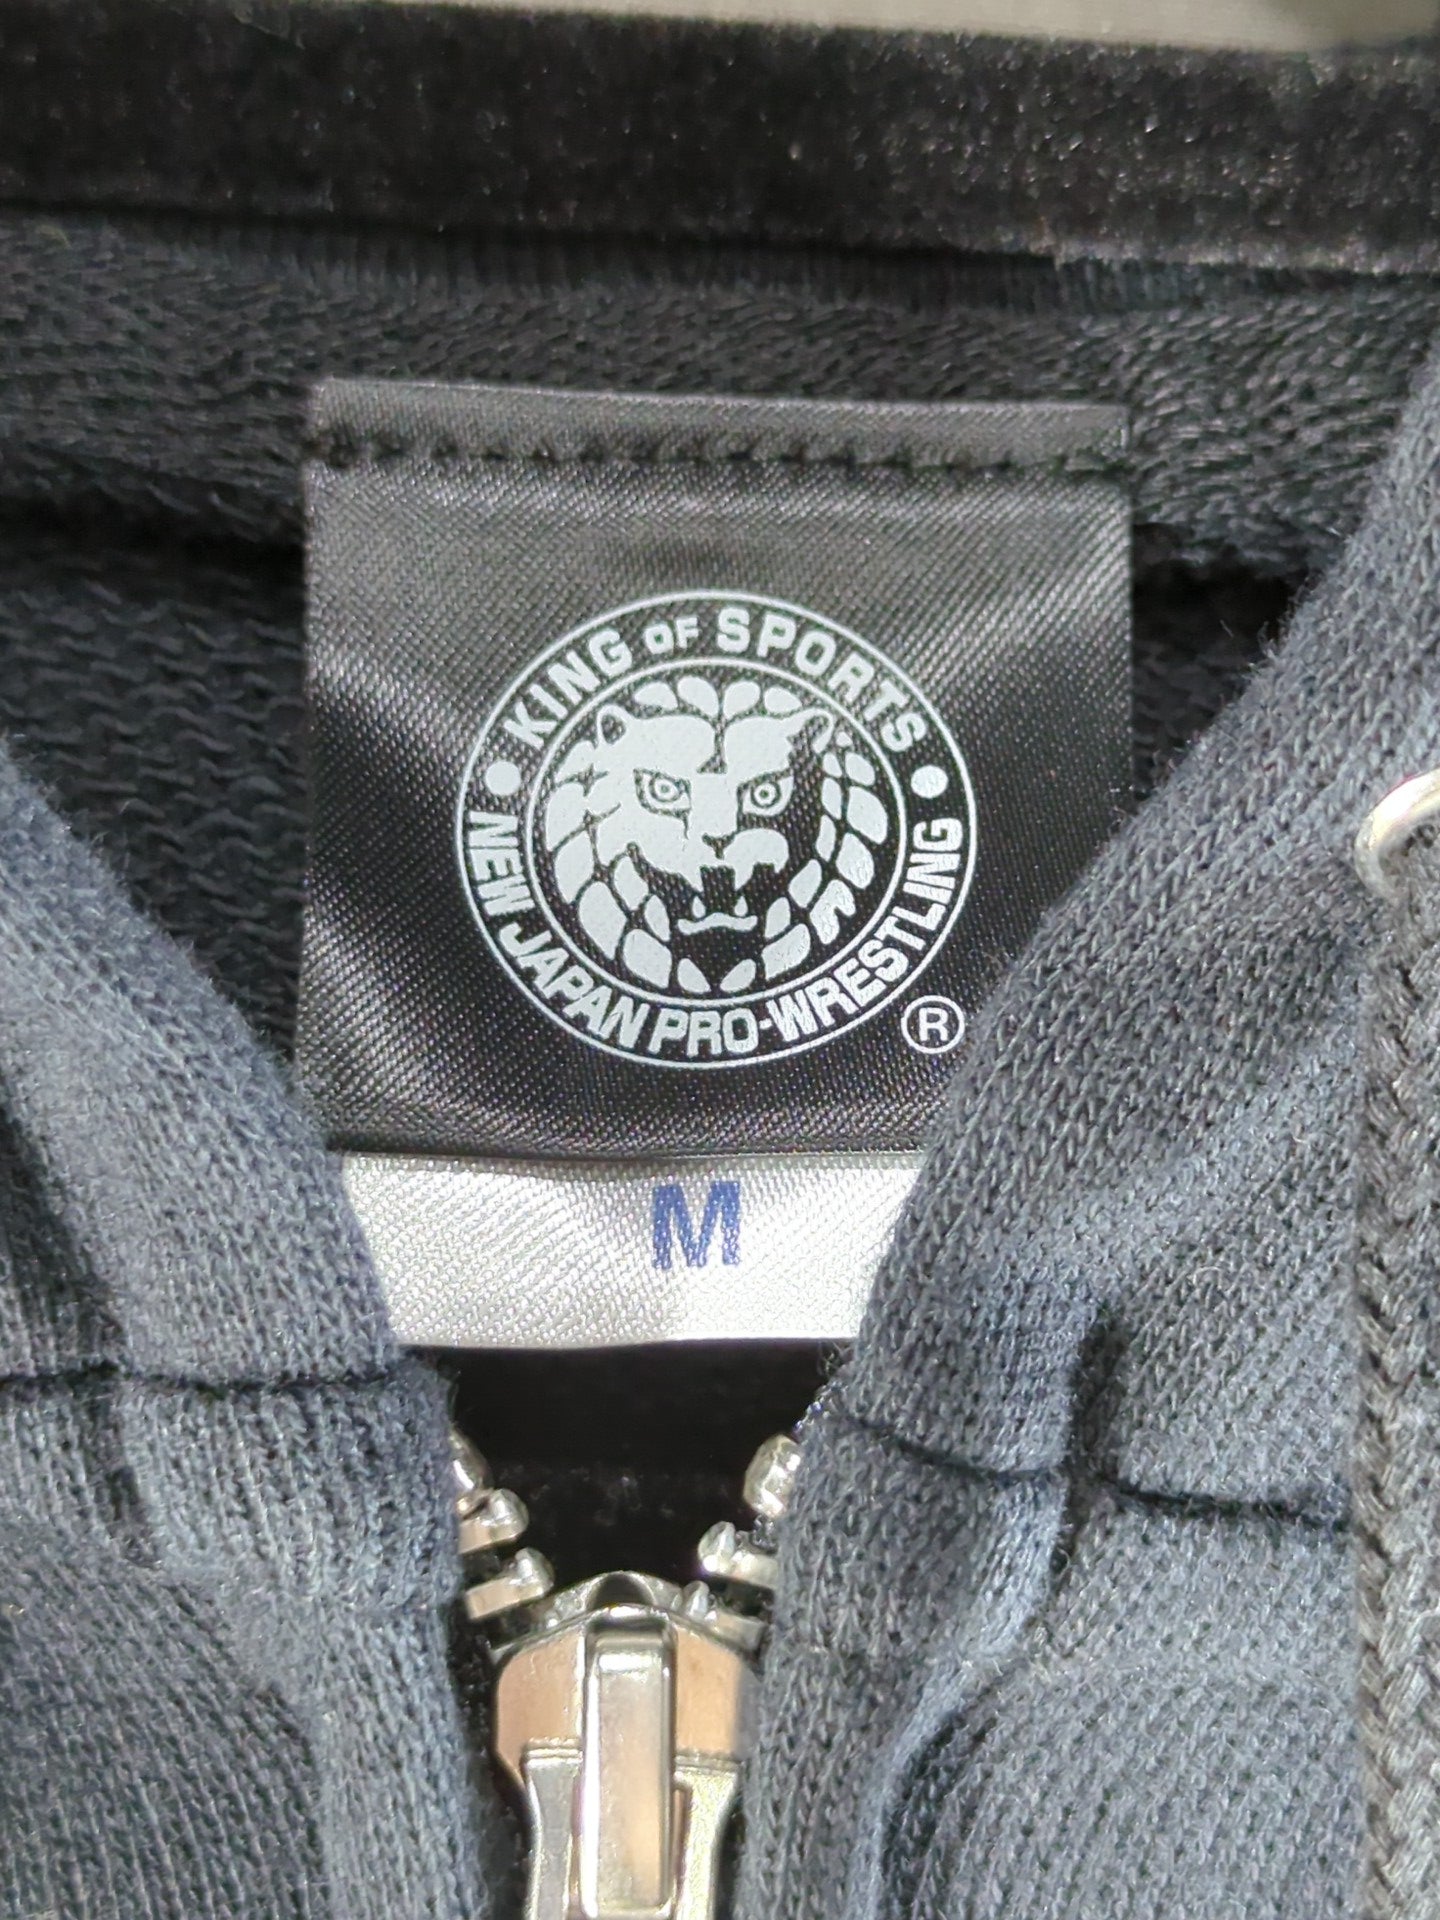 KING OF SPORTS
NEW JAPAN PRO-WRESTLING
®
M